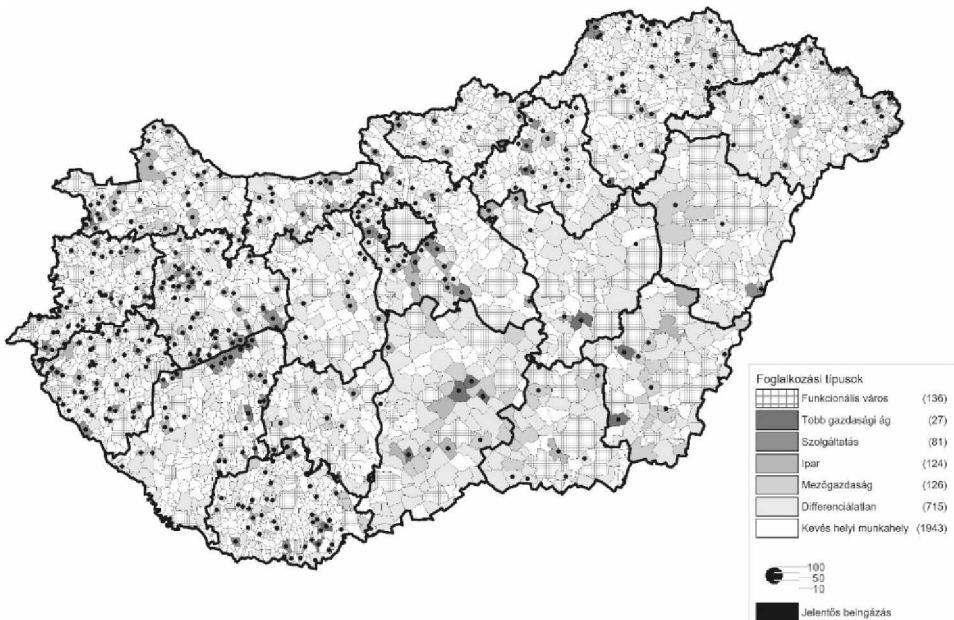 Foglalkozási típusok
Funkcionális város (136)
Több gazdasági ág (27)
Szolgáltatás (81)
Ipar (124)
Mezőgazdaság (126)
Differenciálatlan (715)
Kevés helyi munkahely (1943)
100
50
10
Jelentős beingázás